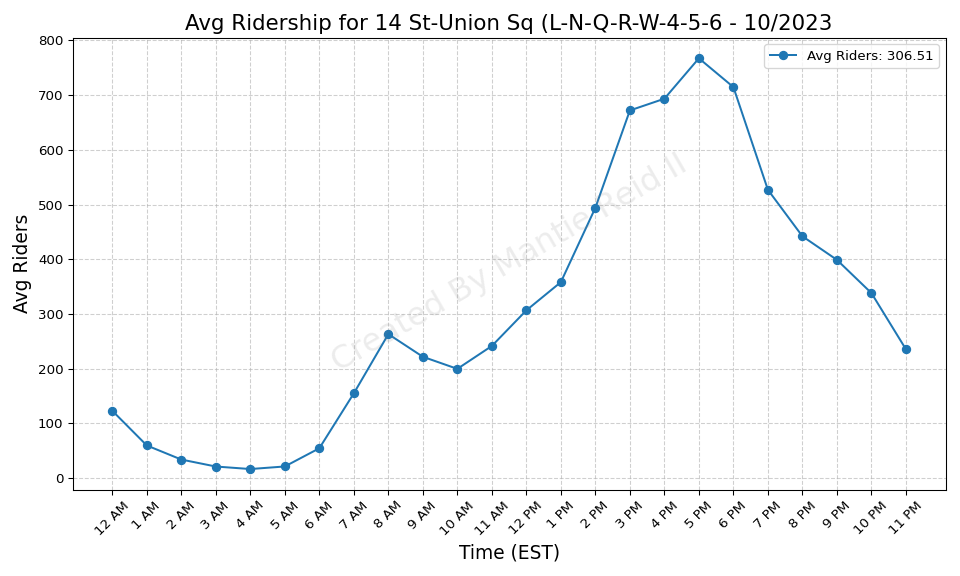 Avg Ridership for 14 St-Union Sq (L-N-Q-R-W-4-5-6 - 10/2023
Avg Riders: 306.51
Avg Riders
800
700
600
500
400
300
200
100
0
Created By Mantie Reid II
12 AM
1 AM
2 AM
3 AM
4 AM
5 AM
6 AM
7 AM
8 AM
9 AM
10 AM
11 AM
12 PM
1 PM
2 PM
3 PM
4 PM
5 PM
6 PM
7 PM
8 PM
9 PM
10 PM
11 PM
Time (EST)